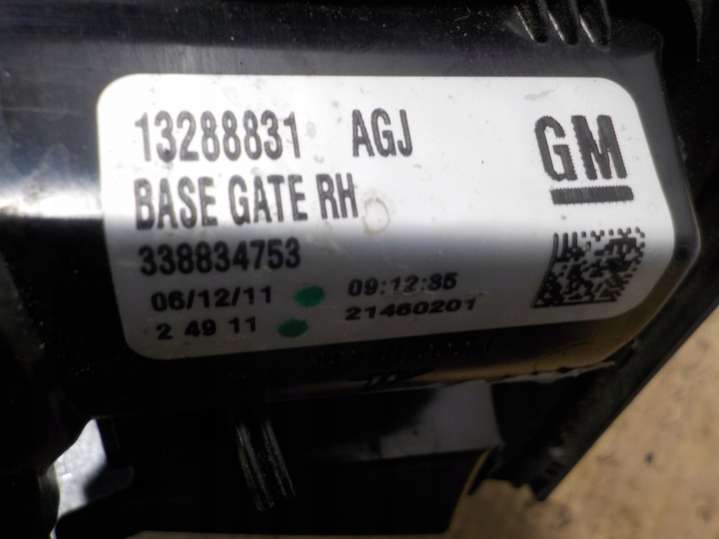 13288831 AGJ
GM
BASE GATE RH
338834753
06/12/11 09:12:35
2 49 11 21460201